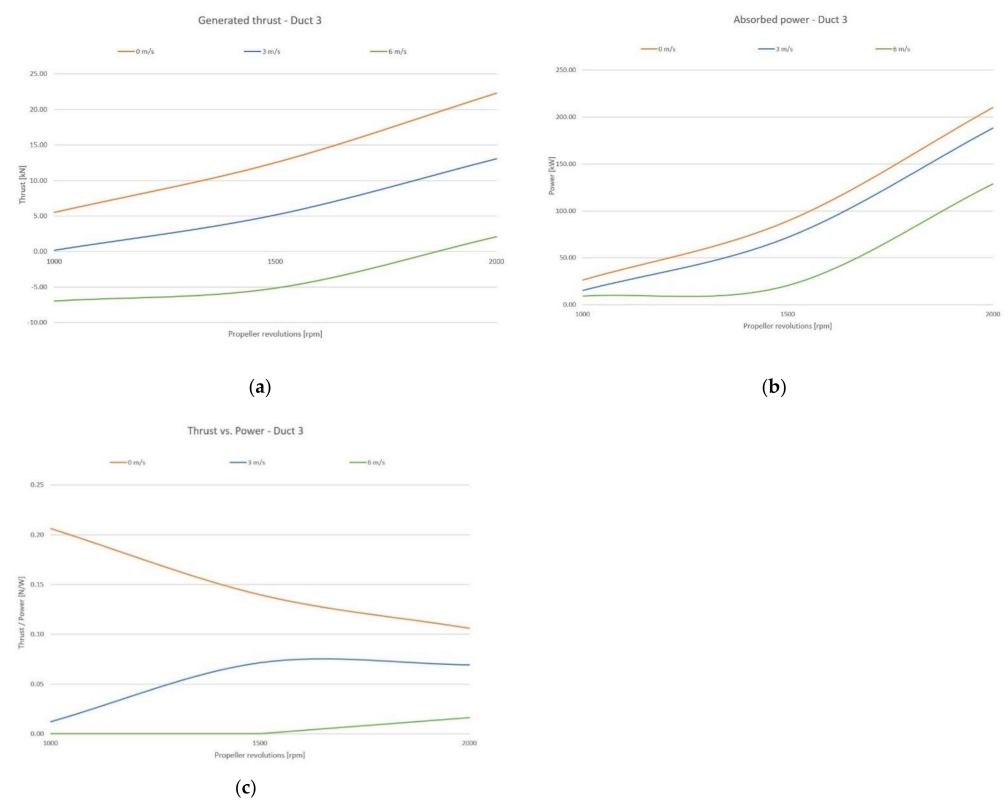 Generated thrust - Duct 3
0 m/s 3 m/s 6 m/s
25.00
20.00
15.00
10.00
5.00
0.00
-5.00
-10.00
Thrust [kN]
1000 1500 2000
Propeller revolutions [rpm]
(a)
Absorbed power - Duct 3
0 m/s 3 m/s 6 m/s
250.00
200.00
150.00
100.00
50.00
0.00
Power [kW]
1000 1500 2000
Propeller revolutions [rpm]
(b)
Thrust vs. Power - Duct 3
0 m/s 3 m/s 6 m/s
0.25
0.20
0.15
0.10
0.05
0.00
Thrust / Power [N/W]
1000 1500 2000
Propeller revolutions [rpm]
(c)